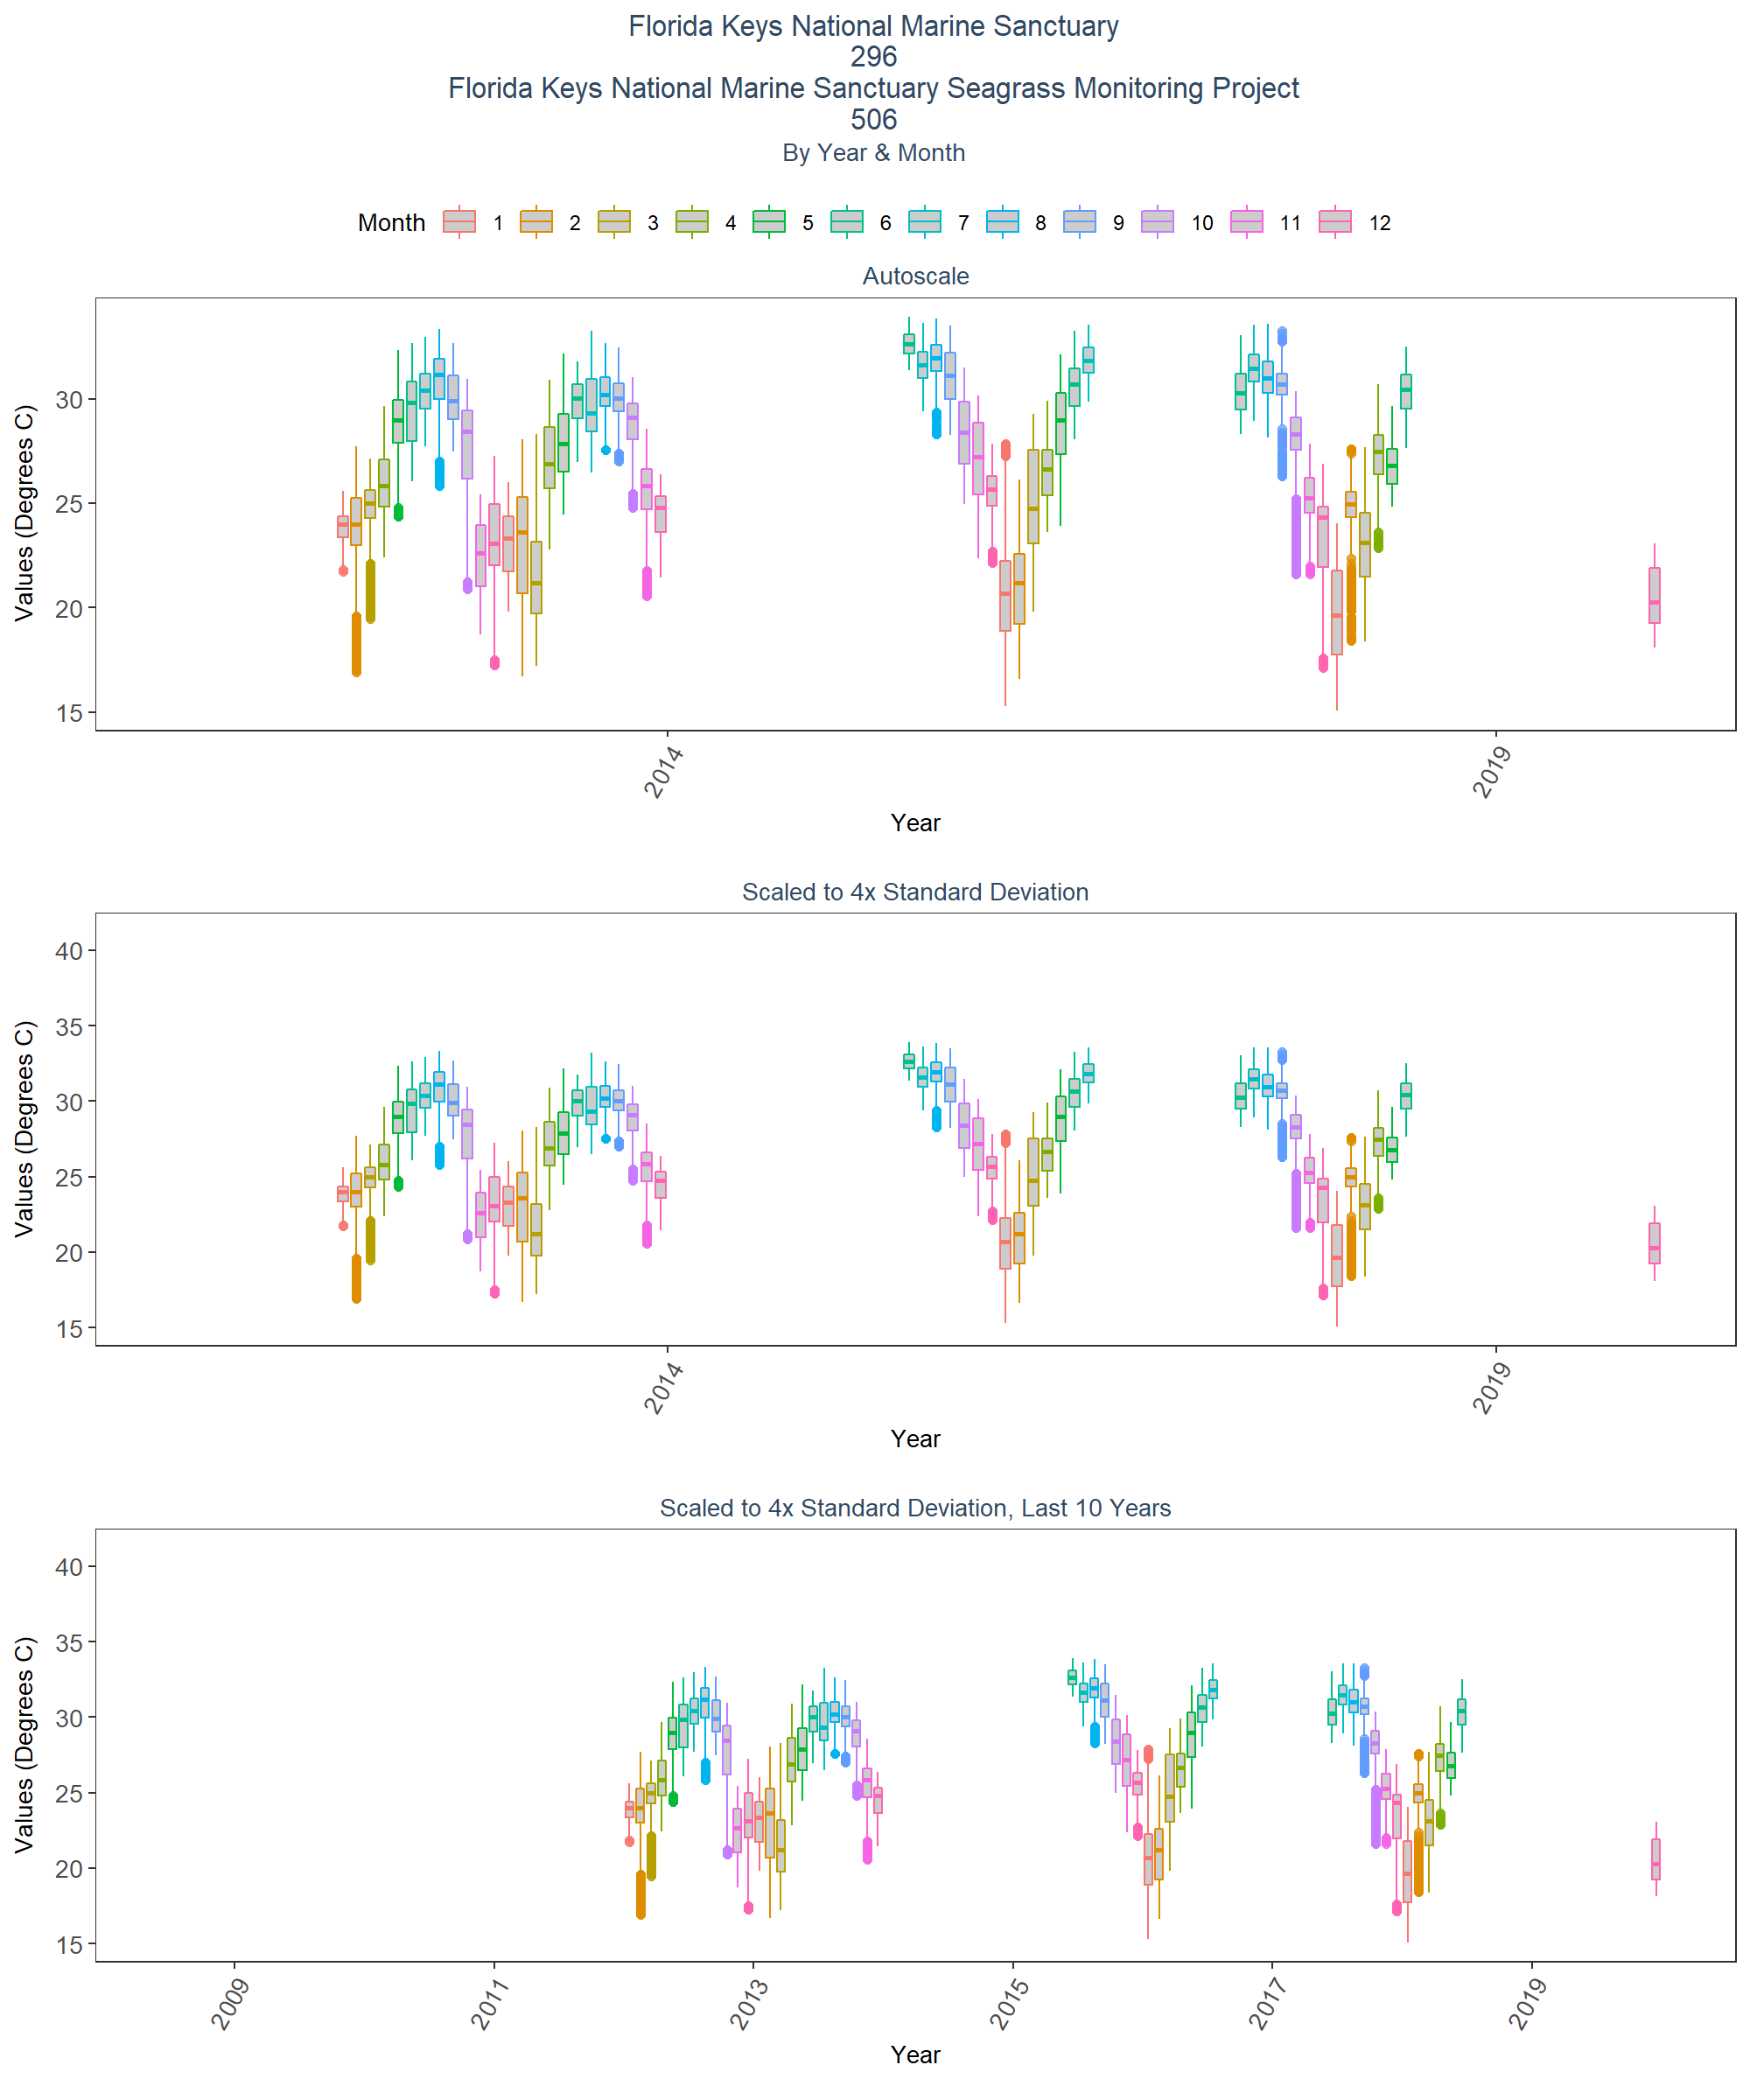 Florida Keys National Marine Sanctuary
296
Florida Keys National Marine Sanctuary Seagrass Monitoring Project
506
By Year & Month
Month 1 2 3 4 5 6 7 8 9 10 11 12
Autoscale
Values (Degrees C)
30
25
20
15
2014 2019
Year
Scaled to 4x Standard Deviation
Values (Degrees C)
40
35
30
25
20
15
2014 2019
Year
Scaled to 4x Standard Deviation, Last 10 Years
Values (Degrees C)
40
35
30
25
20
15
2009 2011 2013 2015 2017 2019
Year